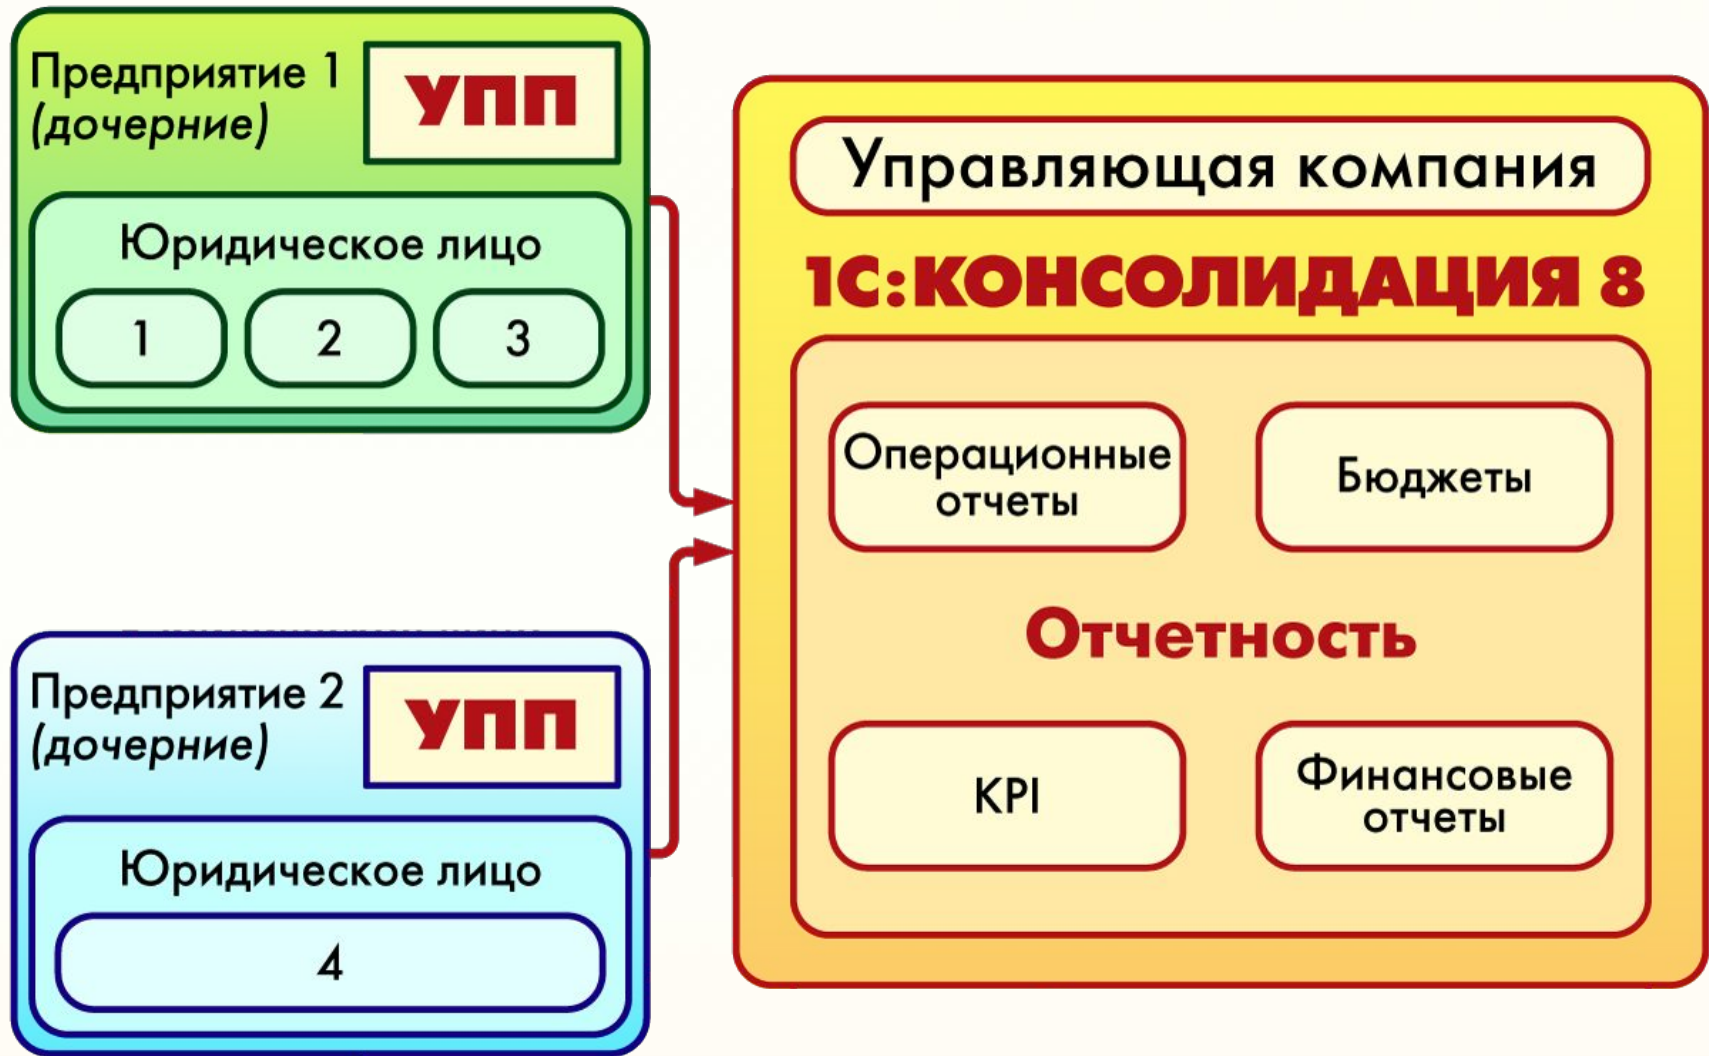 Предприятие 1
(дочерние)
УПП
Юридическое лицо
1
2
3
Предприятие 2
(дочерние)
УПП
Юридическое лицо
4
Управляющая компания
1С:КОНСОЛИДАЦИЯ 8
Операционные
отчеты
Бюджеты
Отчетность
KPI
Финансовые
отчеты